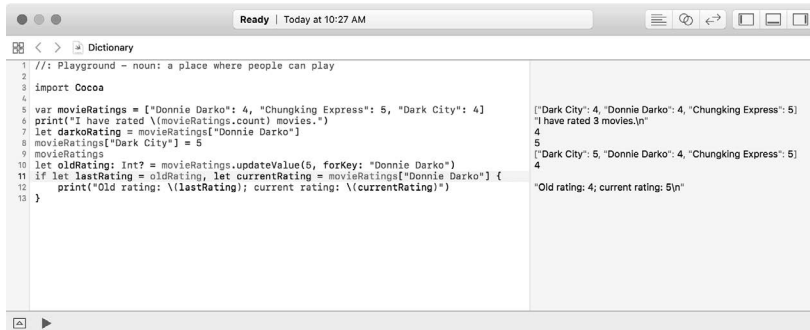 Ready | Today at 10:27 AM
Dictionary
1 //: Playground – noun: a place where people can play
2
3 import Cocoa
4
5 var movieRatings = ["Donnie Darko": 4, "Chungking Express": 5, "Dark City": 4]
6 print("I have rated \(movieRatings.count) movies.")
7 let darkoRating = movieRatings["Donnie Darko"]
8 movieRatings["Dark City"] = 5
9 movieRatings
10 let oldRating: Int? = movieRatings.updateValue(5, forKey: "Donnie Darko")
11 if let lastRating = oldRating, let currentRating = movieRatings["Donnie Darko"] {
12     print("Old rating: \(lastRating); current rating: \(currentRating)")
13 }
["Dark City": 4, "Donnie Darko": 4, "Chungking Express": 5]
"I have rated 3 movies.\n"
4
5
["Dark City": 5, "Donnie Darko": 4, "Chungking Express": 5]
4
"Old rating: 4; current rating: 5\n"